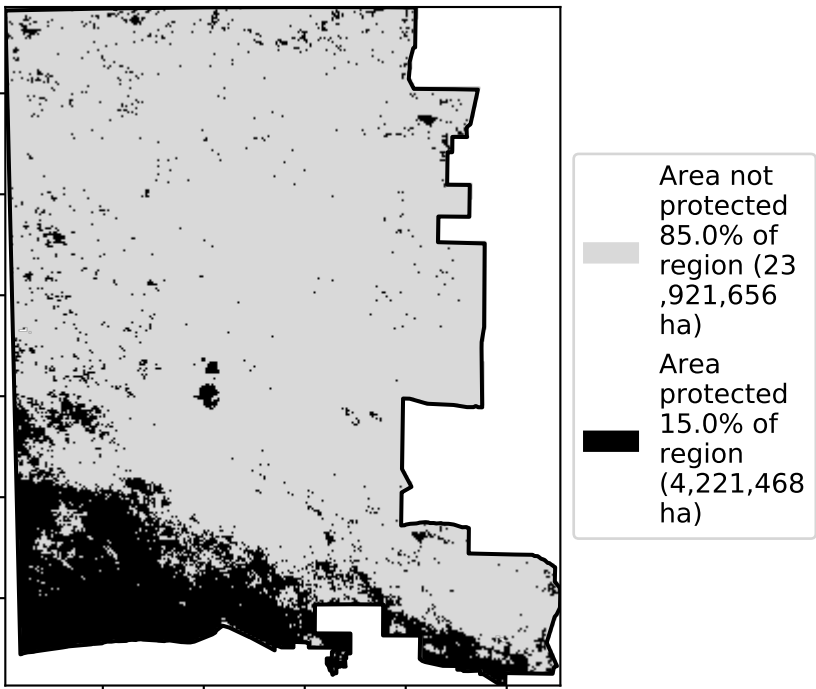 Area not
protected
85.0% of
region (23
,921,656
ha)
Area
protected
15.0% of
region
(4,221,468
ha)